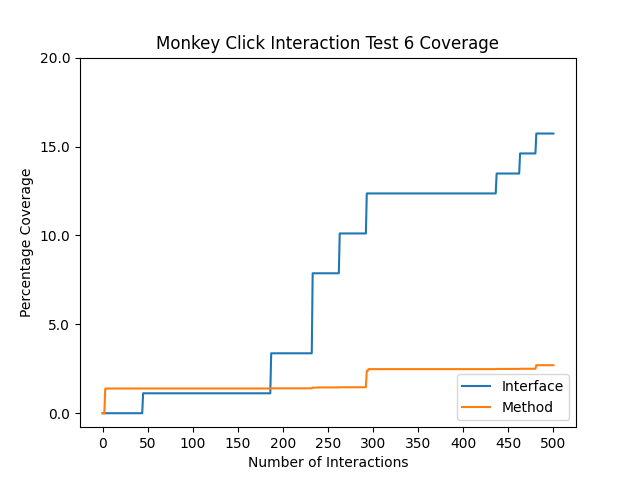 Monkey Click Interaction Test 6 Coverage
20.0
15.0
10.0
5.0
0.0
Percentage Coverage
Interface
Method
0 50 100 150 200 250 300 350 400 450 500
Number of Interactions